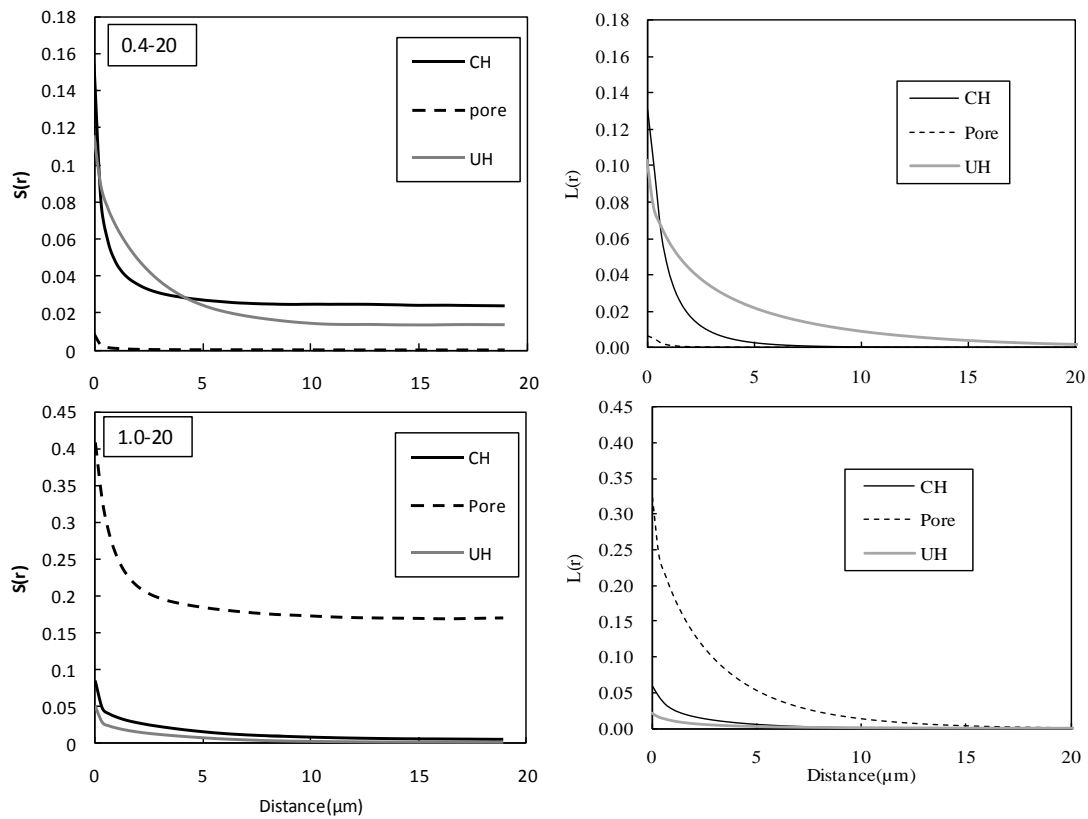 0.18
0.16
0.14
0.12
0.1
0.08
0.06
0.04
0.02
0
S(r)
0.4-20
CH
pore
UH
0 5 10 15 20
0.18
0.16
0.14
0.12
0.10
0.08
0.06
0.04
0.02
0.00
L(r)
CH
Pore
UH
0 5 10 15 20
0.45
0.4
0.35
0.3
0.25
0.2
0.15
0.1
0.05
0
S(r)
1.0-20
CH
Pore
UH
0 5 10 15 20
Distance(μm)
0.45
0.40
0.35
0.30
0.25
0.20
0.15
0.10
0.05
0.00
L(r)
CH
Pore
UH
0 5 10 15 20
Distance(μm)